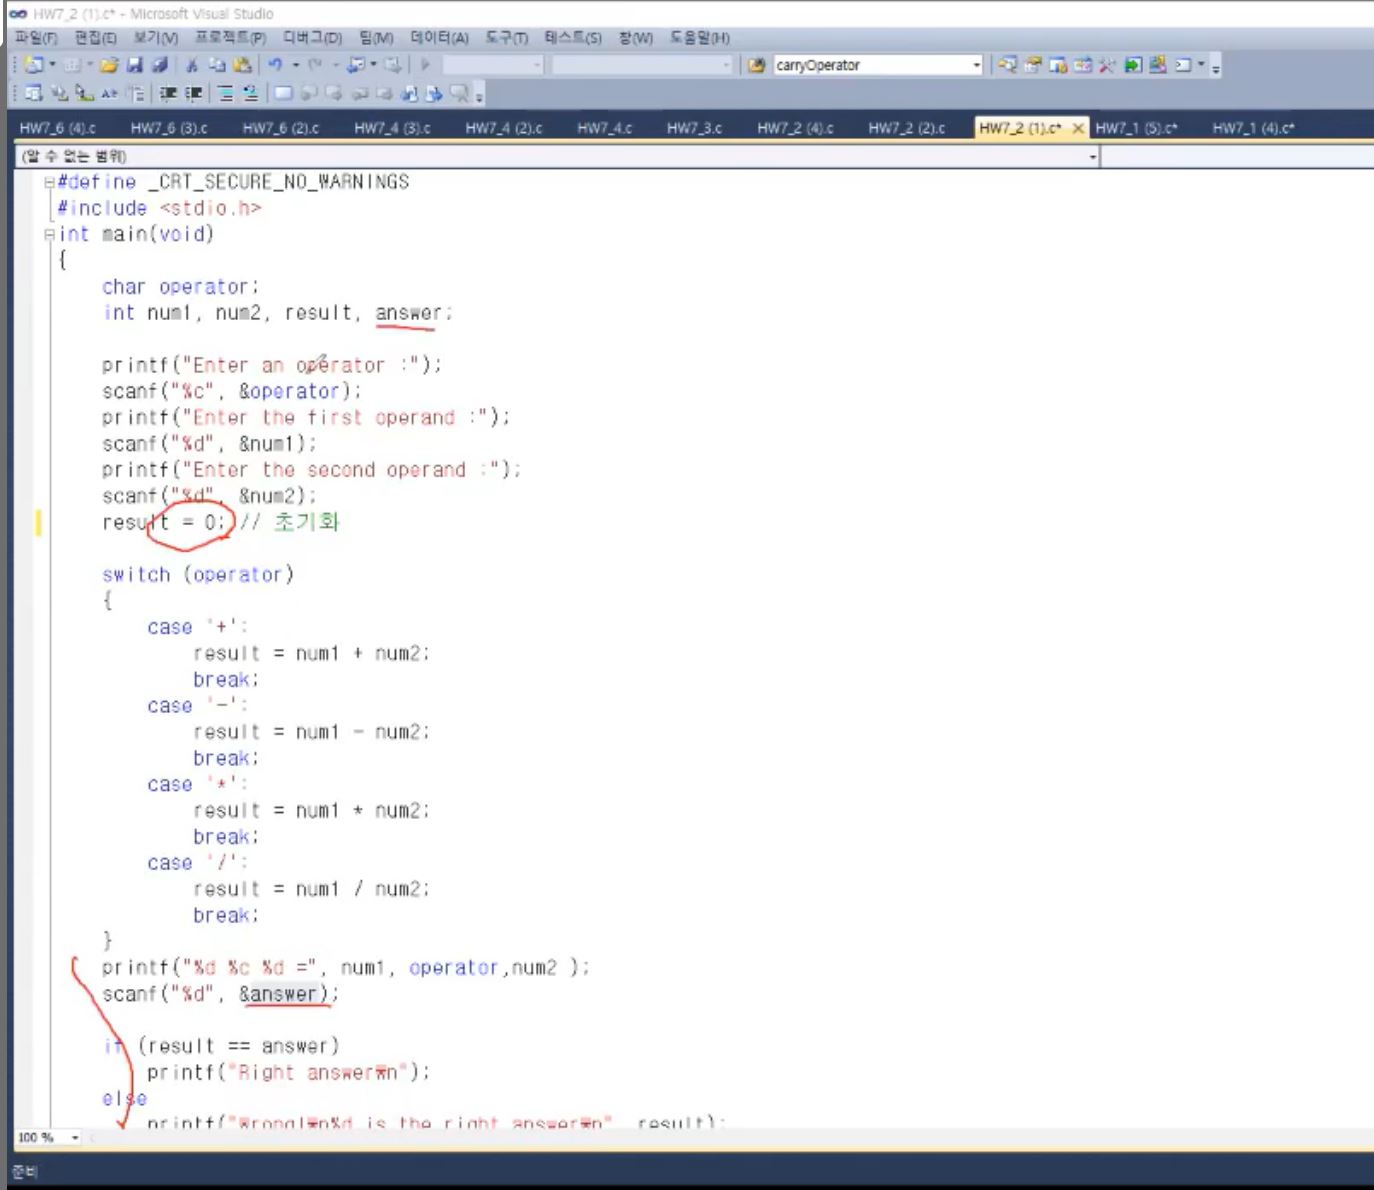 HW7_2 (1).c* - Microsoft Visual Studio
파일(F) 편집(E) 보기(V) 프로젝트(P) 디버그(D) 팀(M) 데이터(A) 도구(T) 테스트(S) 창(W) 도움말(H)
carryOperator
HW7_6 (4).c HW7_6 (3).c HW7_6 (2).c HW7_4 (3).c HW7_4 (2).c HW7_4.c HW7_3.c HW7_2 (4).c HW7_2 (2).c HW7_2 (1).c* HW7_1 (5).c* HW7_1 (4).c*
(알 수 없는 범위)
#define _CRT_SECURE_NO_WARNINGS
#include <stdio.h>
int main(void)
{
char operator;
int num1, num2, result, answer;
printf("Enter an operator :");
scanf("%c", &operator);
printf("Enter the first operand :");
scanf("%d", &num1);
printf("Enter the second operand :");
scanf("%d", &num2);
result = 0; // 초기화
switch (operator)
{
case '+':
result = num1 + num2;
break;
case '-':
result = num1 - num2;
break;
case '*':
result = num1 * num2;
break;
case '/':
result = num1 / num2;
break;
}
printf("%d %c %d =", num1, operator,num2 );
scanf("%d", &answer);
if (result == answer)
printf("Right answer₩n");
else
printf("Wrong!₩n%d is the right answer₩n", result);
100 %
준비